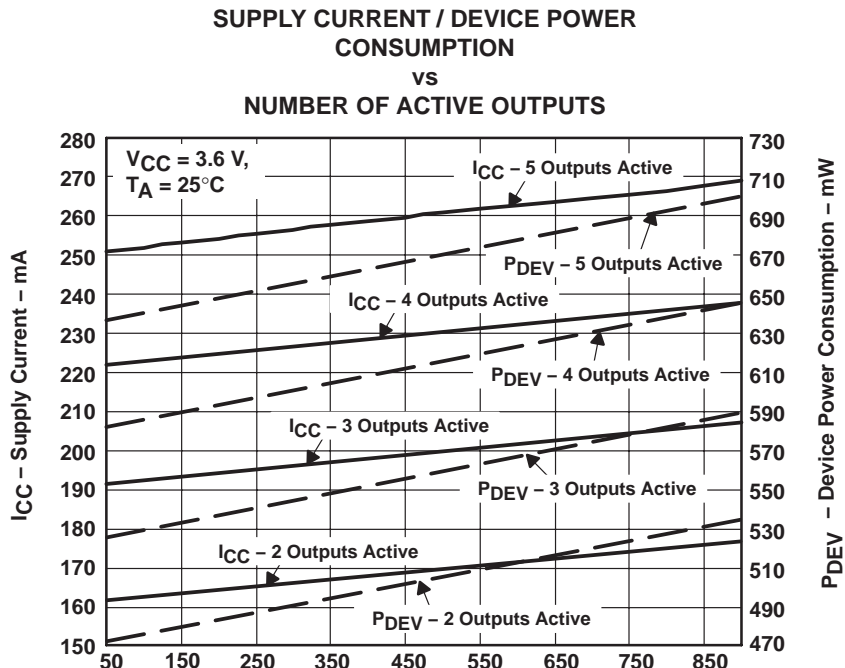 SUPPLY CURRENT / DEVICE POWER
CONSUMPTION
vs
NUMBER OF ACTIVE OUTPUTS
VCC = 3.6 V,
TA = 25°C
ICC – 5 Outputs Active
PDEV – 5 Outputs Active
ICC – 4 Outputs Active
PDEV – 4 Outputs Active
ICC – 3 Outputs Active
PDEV – 3 Outputs Active
ICC – 2 Outputs Active
PDEV – 2 Outputs Active
ICC – Supply Current – mA
280
270
260
250
240
230
220
210
200
190
180
170
160
150
730
710
690
670
650
630
610
590
570
550
530
510
490
470
PDEV – Device Power Consumption – mW
50 150 250 350 450 550 650 750 850